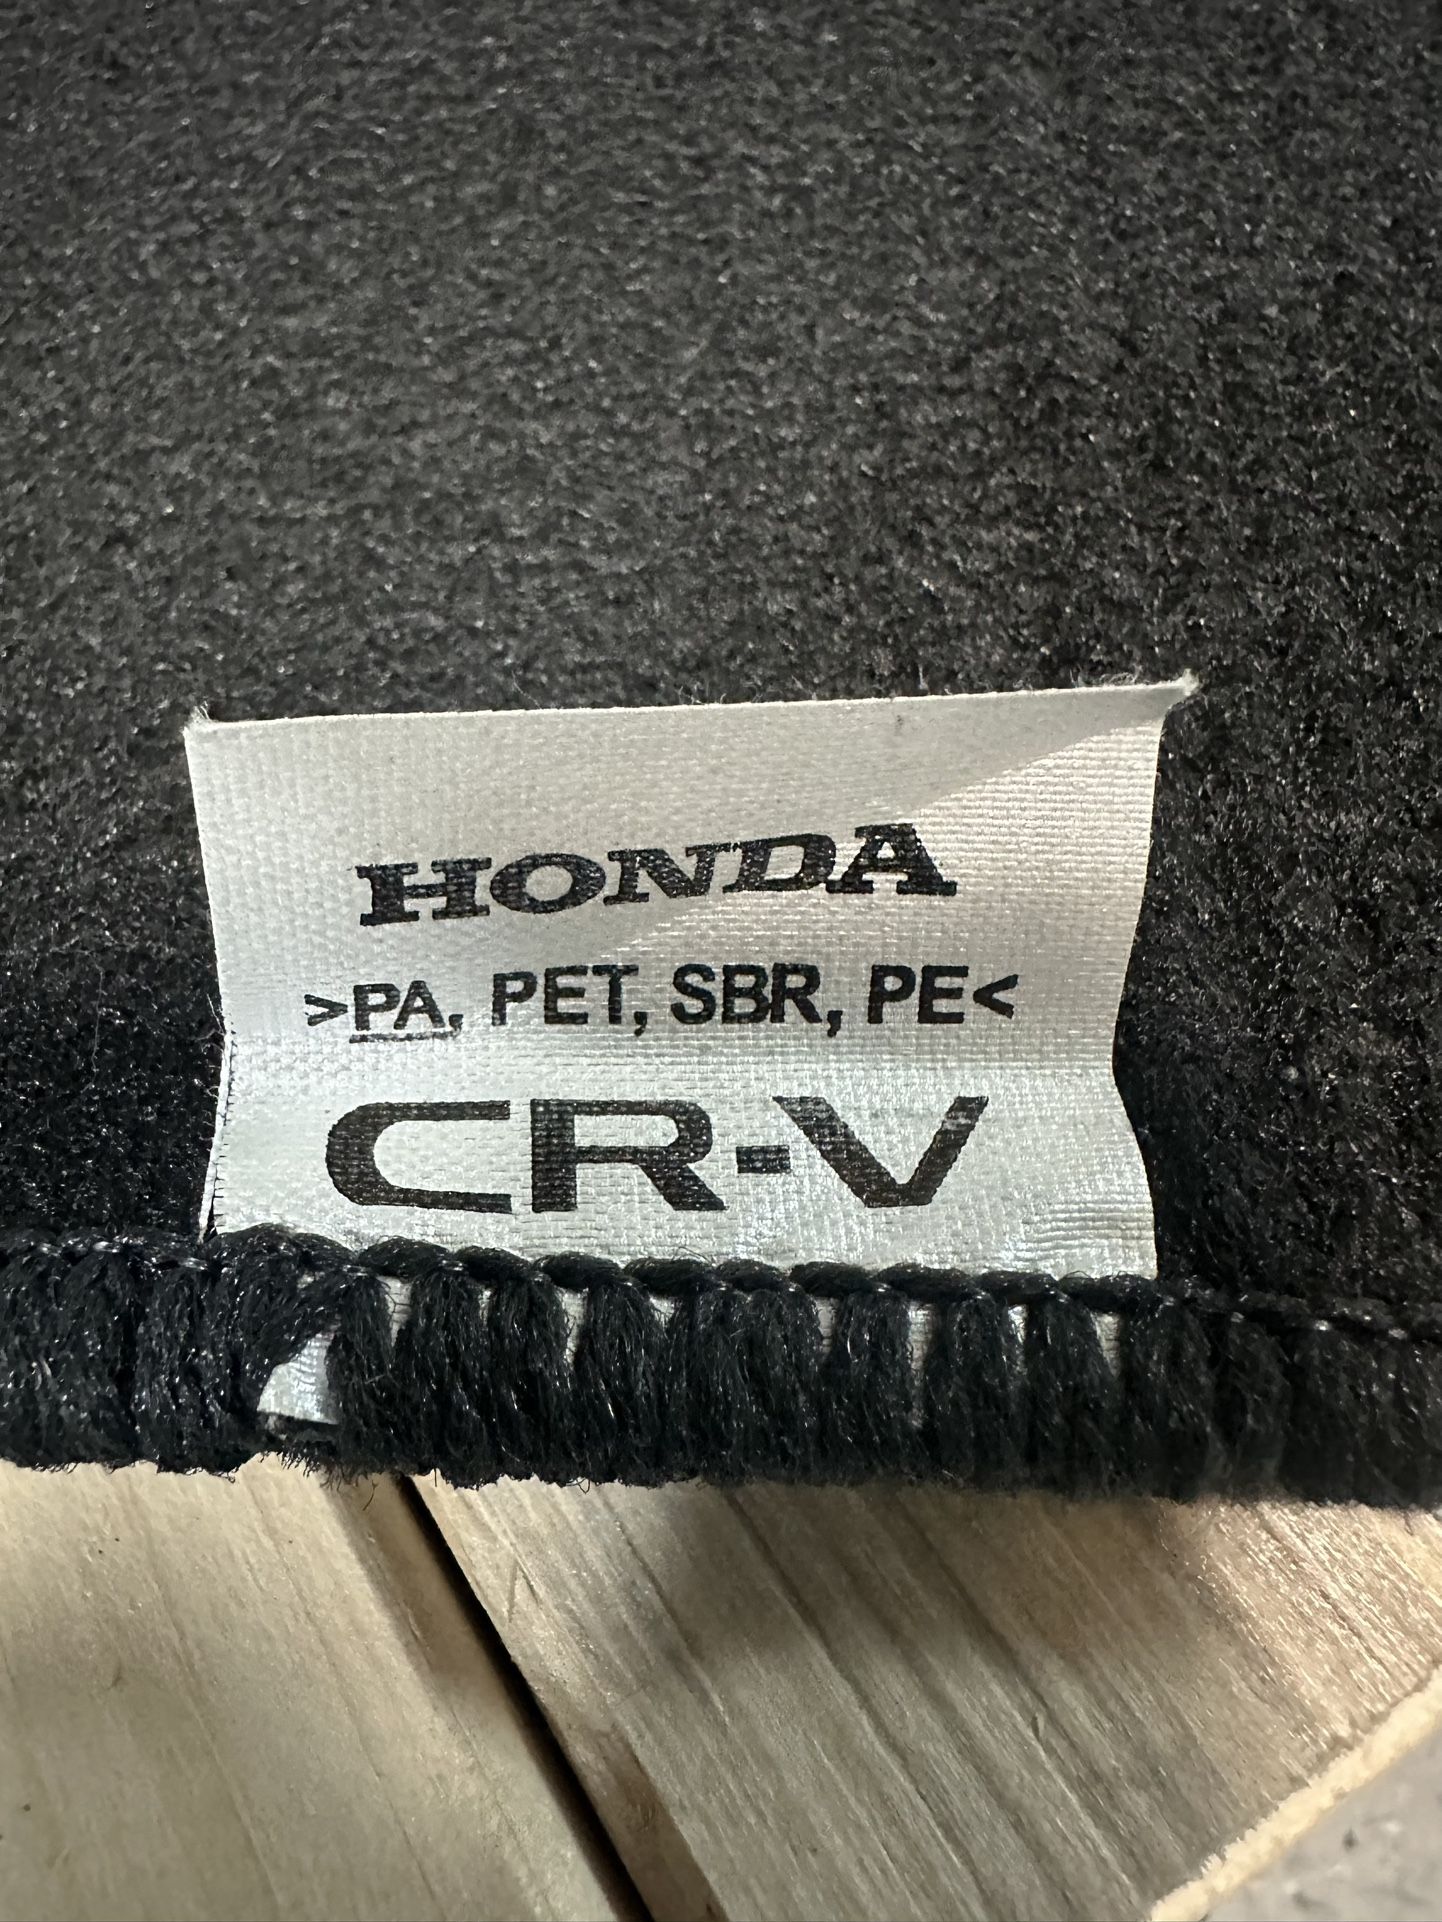 HONDA
>PA, PET, SBR, PE<
CR-V